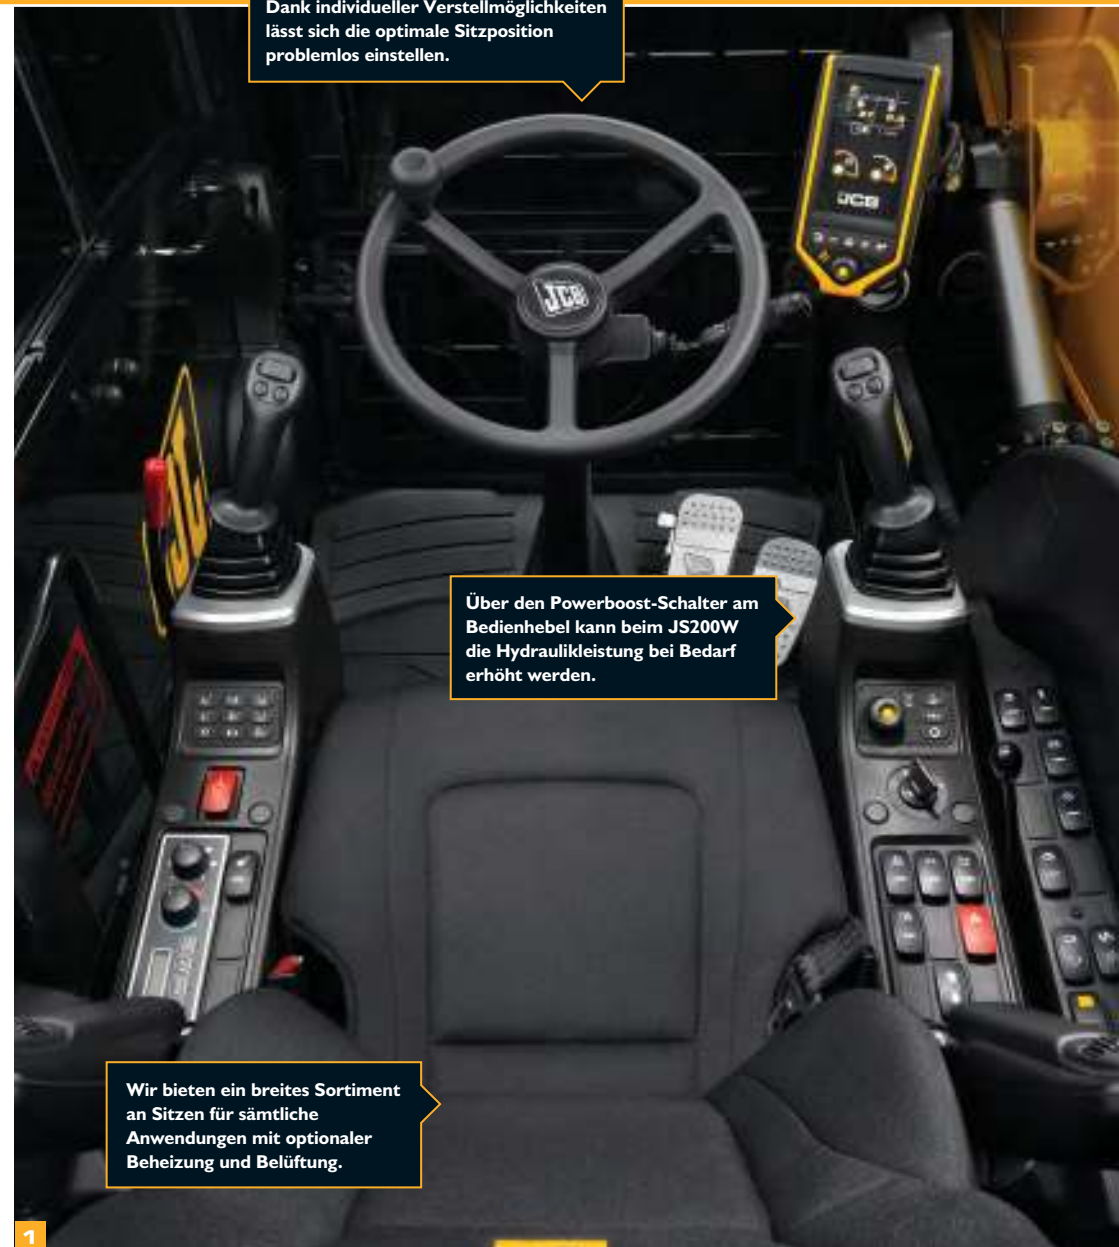 Dank individueller Verstellmöglichkeiten
lässt sich die optimale Sitzposition
problemlos einstellen.
JCB
JCB
Über den Powerboost-Schalter am
Bedienhebel kann beim JS200W
die Hydraulikleistung bei Bedarf
erhöht werden.
Wir bieten ein breites Sortiment
an Sitzen für sämtliche
Anwendungen mit optionaler
Beheizung und Belüftung.
1